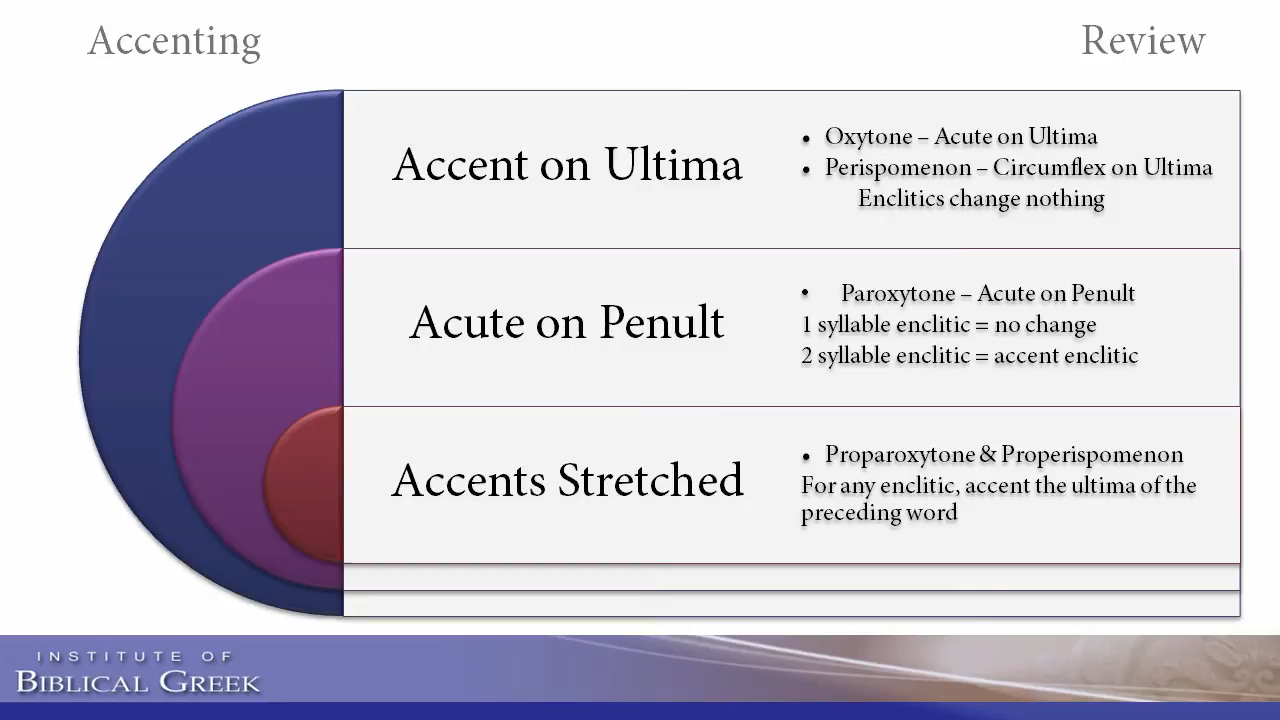 Accenting
Review
Accent on Ultima
• Oxytone – Acute on Ultima
• Perispomenon – Circumflex on Ultima
Enclitics change nothing
Acute on Penult
• Paroxytone – Acute on Penult
1 syllable enclitic = no change
2 syllable enclitic = accent enclitic
Accents Stretched
• Proparoxytone & Properispomenon
For any enclitic, accent the ultima of the
preceding word
INSTITUTE OF
BIBLICAL GREEK